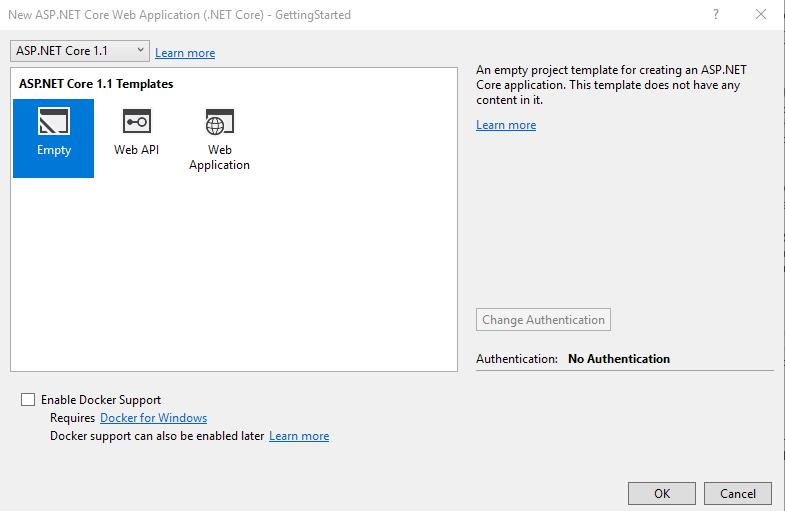 New ASP.NET Core Web Application (.NET Core) - GettingStarted
ASP.NET Core 1.1
Learn more
ASP.NET Core 1.1 Templates
Empty
Web API
Web
Application
An empty project template for creating an ASP.NET
Core application. This template does not have any
content in it.
Learn more
Change Authentication
Authentication: No Authentication
Enable Docker Support
Requires Docker for Windows
Docker support can also be enabled later Learn more
OK
Cancel